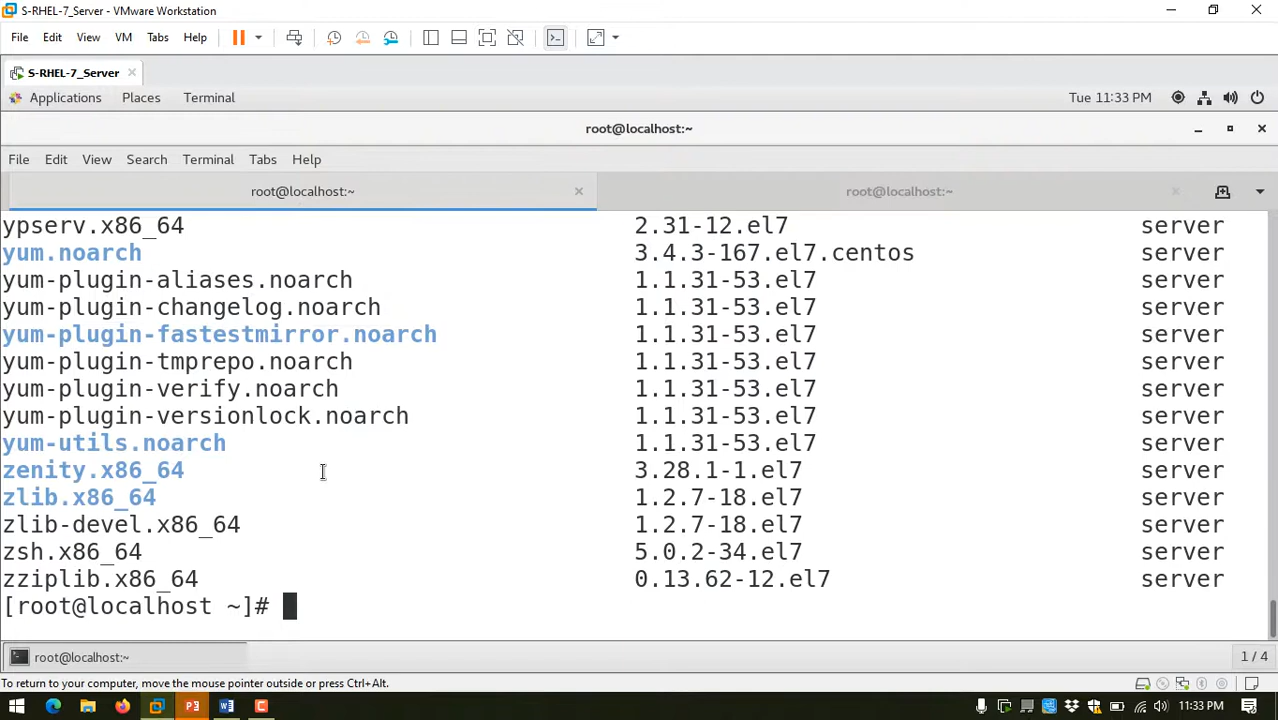 S-RHEL-7_Server - VMware Workstation
File Edit View VM Tabs Help
S-RHEL-7_Server
Applications Places Terminal Tue 11:33 PM
root@localhost:~
File Edit View Search Terminal Tabs Help
root@localhost:~ root@localhost:~
ypserv.x86_64 2.31-12.el7 server
yum.noarch 3.4.3-167.el7.centos server
yum-plugin-aliases.noarch 1.1.31-53.el7 server
yum-plugin-changelog.noarch 1.1.31-53.el7 server
yum-plugin-fastestmirror.noarch 1.1.31-53.el7 server
yum-plugin-tmprepo.noarch 1.1.31-53.el7 server
yum-plugin-verify.noarch 1.1.31-53.el7 server
yum-plugin-versionlock.noarch 1.1.31-53.el7 server
yum-utils.noarch 1.1.31-53.el7 server
zenity.x86_64 3.28.1-1.el7 server
zlib.x86_64 1.2.7-18.el7 server
zlib-devel.x86_64 1.2.7-18.el7 server
zsh.x86_64 5.0.2-34.el7 server
zziplib.x86_64 0.13.62-12.el7 server
[root@localhost ~]#
root@localhost:~ 1 / 4
To return to your computer, move the mouse pointer outside or press Ctrl+Alt.
11:33 PM